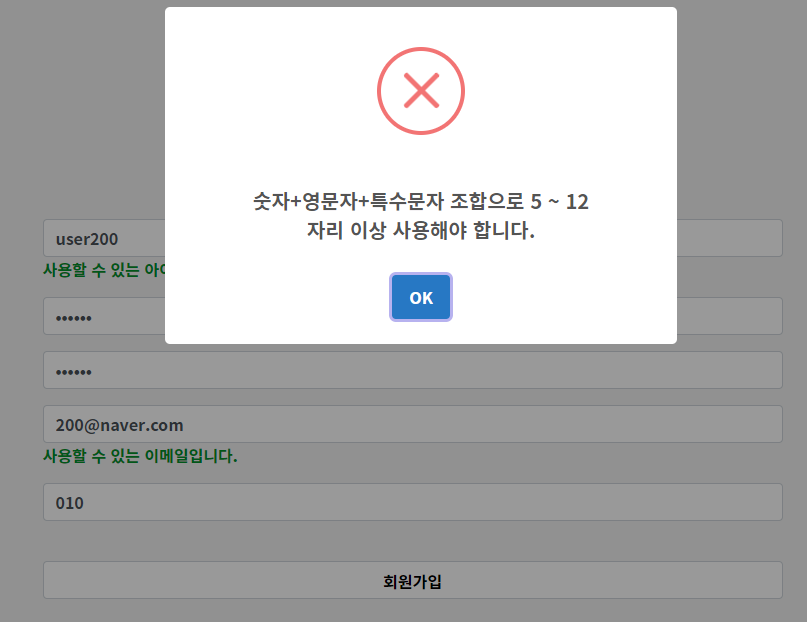 숫자+영문자+특수문자 조합으로 5 ~ 12
자리 이상 사용해야 합니다.
OK
user200
사용할 수 있는
••••••
••••••
200@naver.com
사용할 수 있는 이메일입니다.
010
회원가입